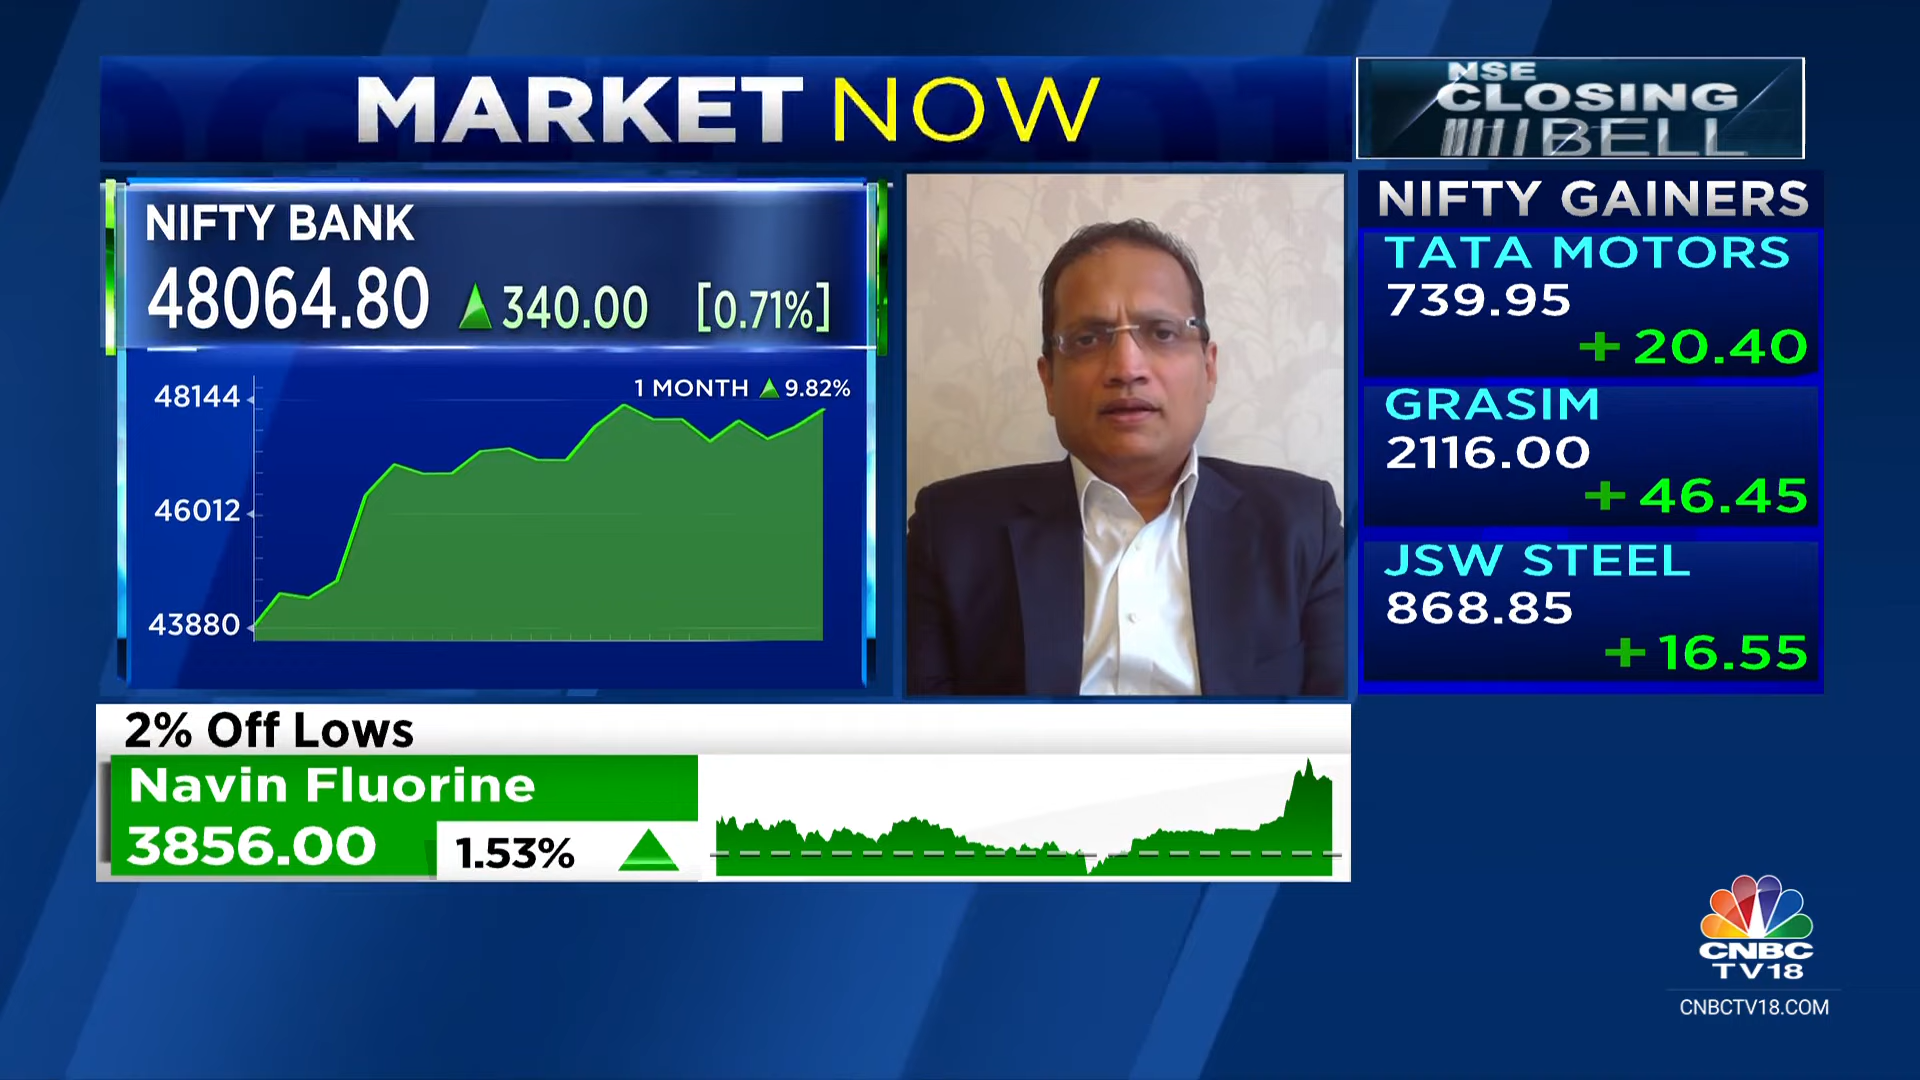 MARKET NOW
NSE
CLOSING
BELL
NIFTY BANK
48064.80 ▲ 340.00 [0.71%]
1 MONTH ▲ 9.82%
48144
46012
43880
NIFTY GAINERS
TATA MOTORS
739.95
+ 20.40
GRASIM
2116.00
+ 46.45
JSW STEEL
868.85
+ 16.55
2% Off Lows
Navin Fluorine
3856.00 1.53% ▲
CNBC
TV18
CNBCTV18.COM